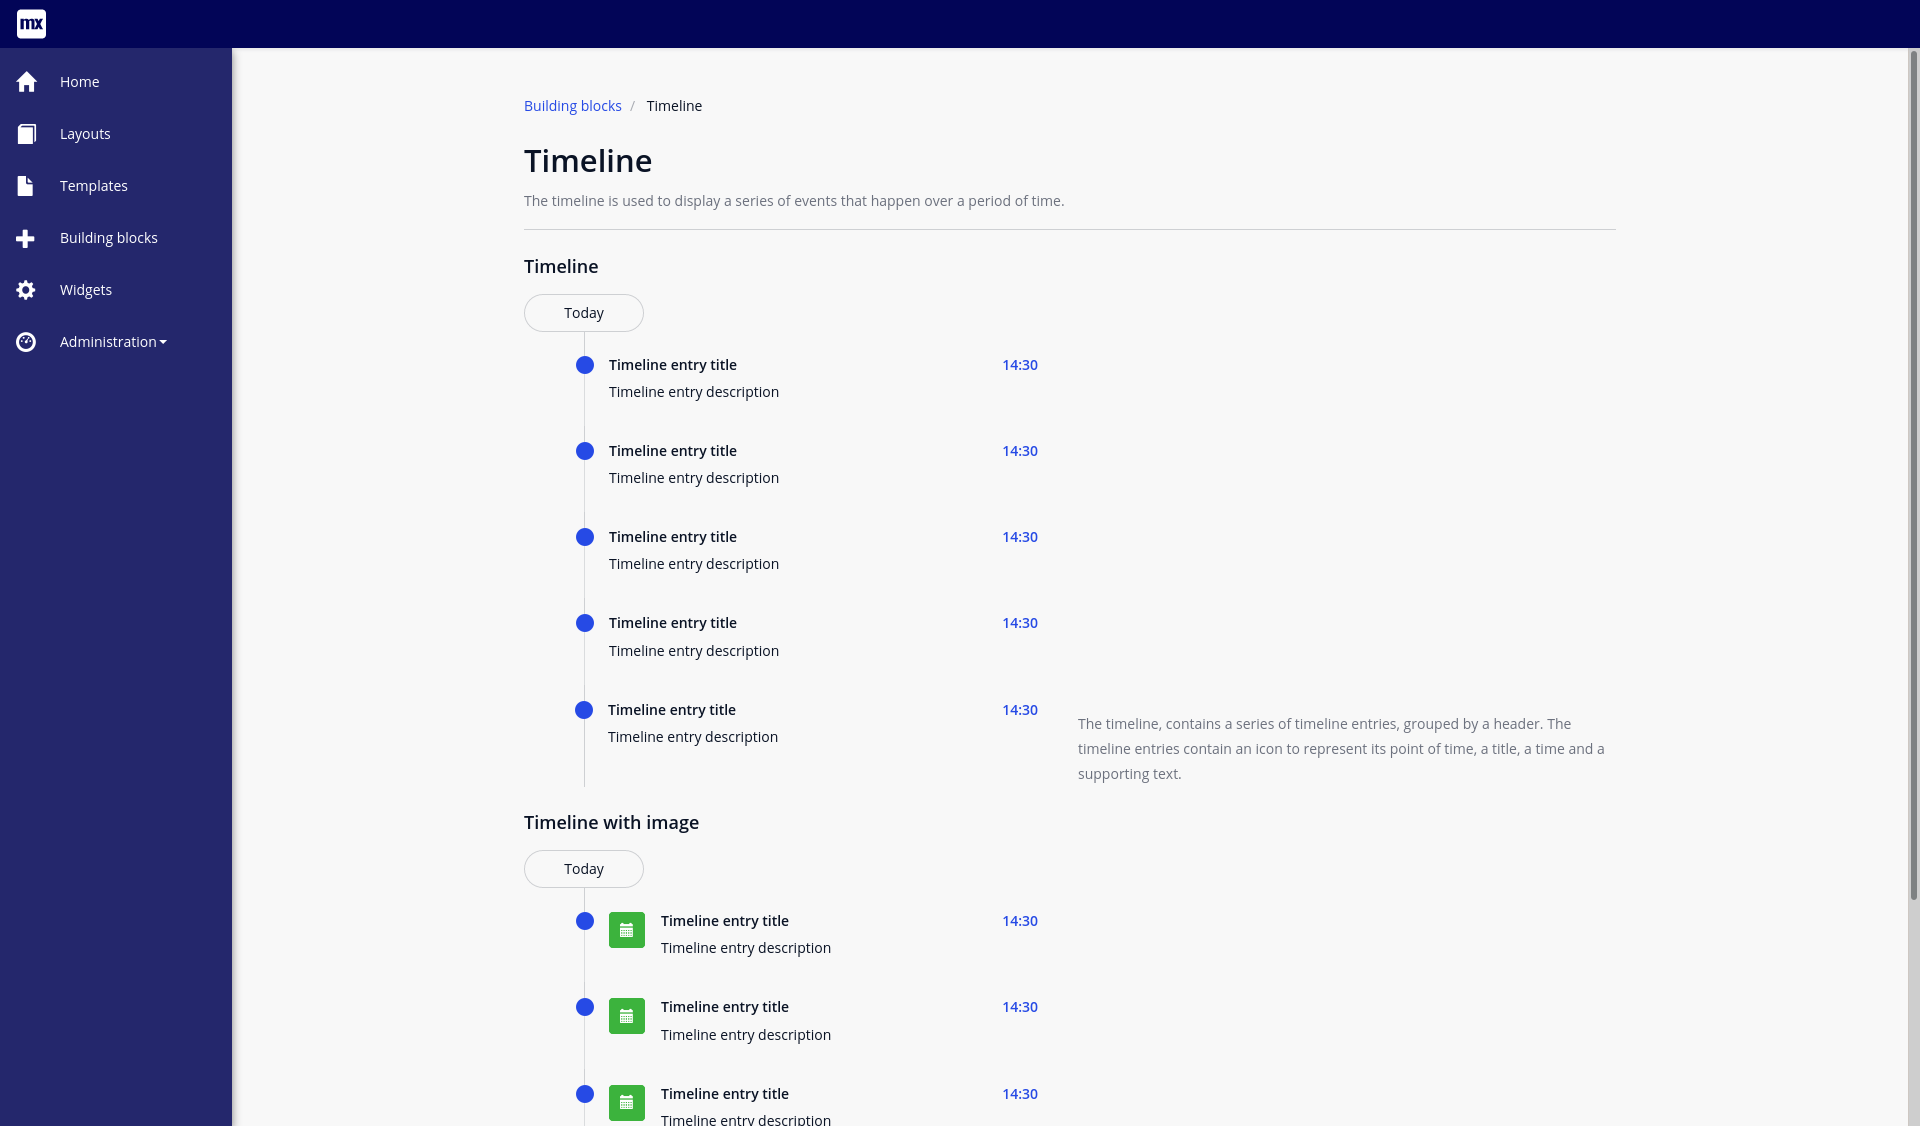 mx
Home
Layouts
Templates
Building blocks
Widgets
Administration
Building blocks / Timeline
Timeline
The timeline is used to display a series of events that happen over a period of time.
Timeline
Today
Timeline entry title 14:30
Timeline entry description
Timeline entry title 14:30
Timeline entry description
Timeline entry title 14:30
Timeline entry description
Timeline entry title 14:30
Timeline entry description
Timeline entry title 14:30
Timeline entry description
The timeline, contains a series of timeline entries, grouped by a header. The
timeline entries contain an icon to represent its point of time, a title, a time and a
supporting text.
Timeline with image
Today
Timeline entry title 14:30
Timeline entry description
Timeline entry title 14:30
Timeline entry description
Timeline entry title 14:30
Timeline entry description